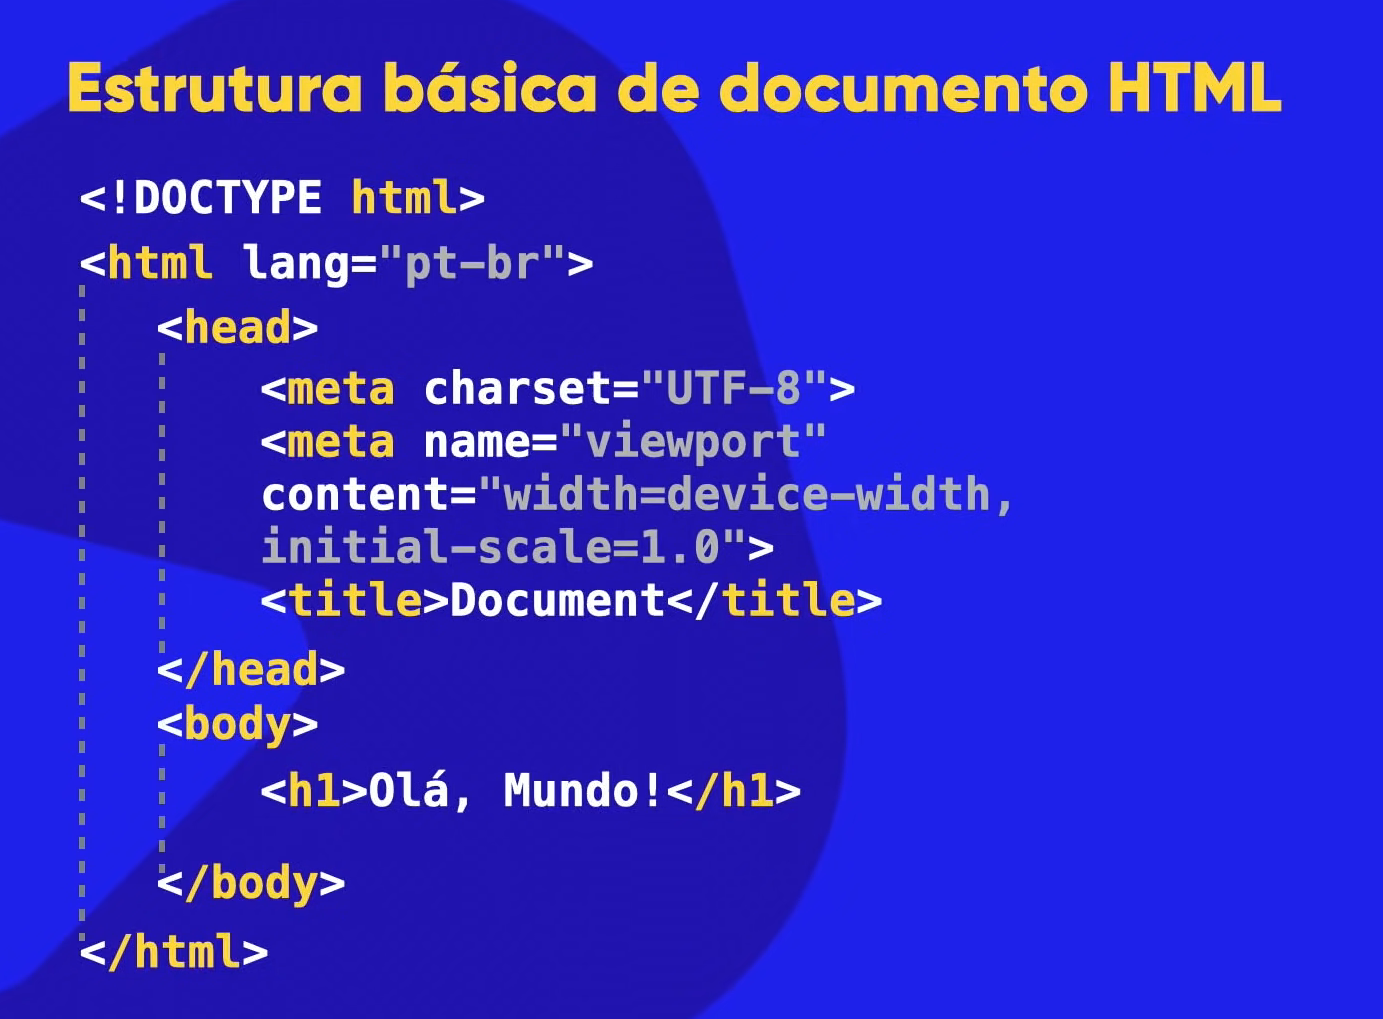 Estrutura básica de documento HTML
<!DOCTYPE html>
<html lang="pt-br">
<head>
<meta charset="UTF-8">
<meta name="viewport"
content="width=device-width,
initial-scale=1.0">
<title>Document</title>
</head>
<body>
<h1>Olá, Mundo!</h1>
</body>
</html>